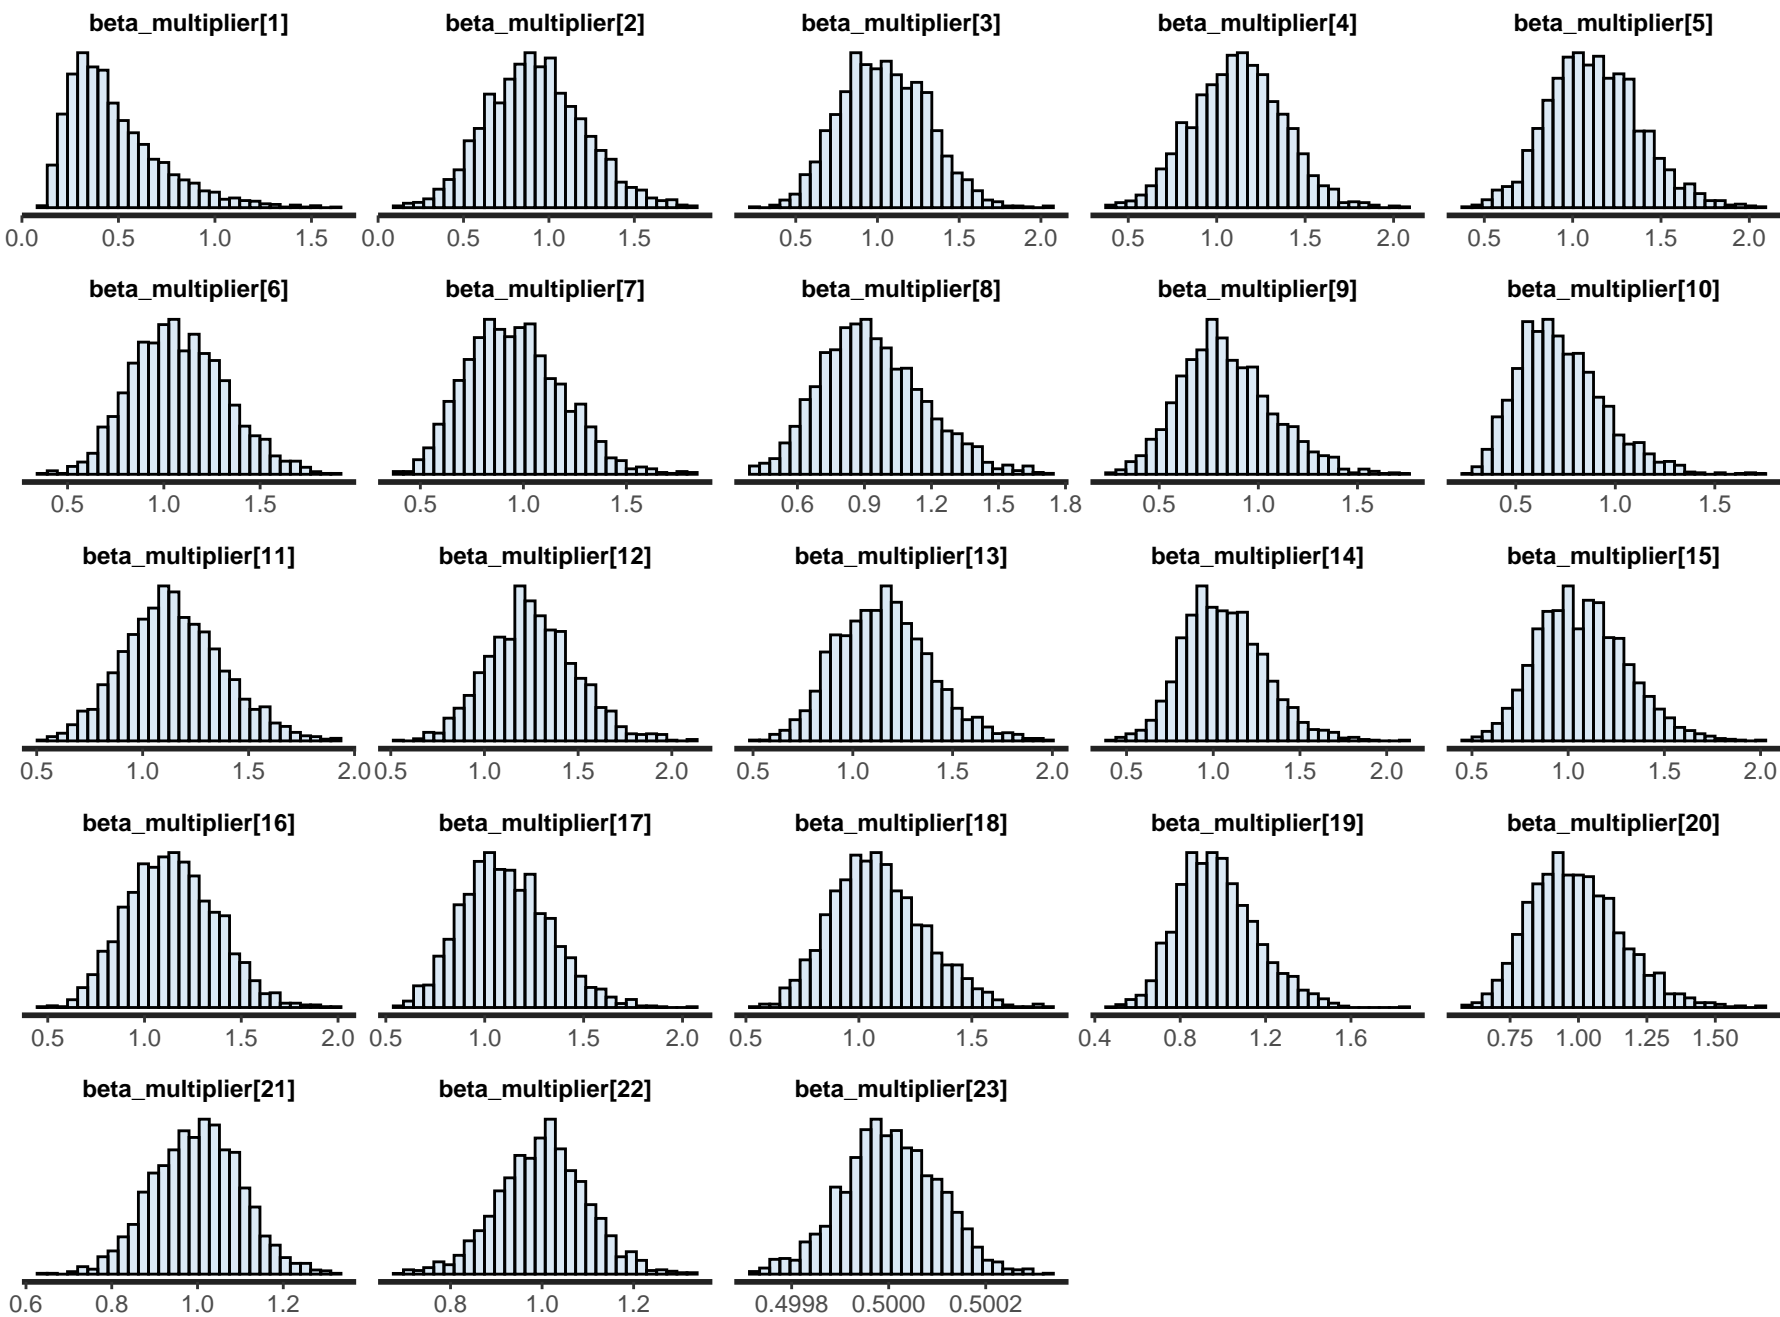 beta_multiplier[1] beta_multiplier[2] beta_multiplier[3] beta_multiplier[4] beta_multiplier[5]
0.0 0.5 1.0 1.5 0.0 0.5 1.0 1.5 0.5 1.0 1.5 2.0 0.5 1.0 1.5 2.0 0.5 1.0 1.5 2.0
beta_multiplier[6] beta_multiplier[7] beta_multiplier[8] beta_multiplier[9] beta_multiplier[10]
0.5 1.0 1.5 0.5 1.0 1.5 0.6 0.9 1.2 1.5 1.8 0.5 1.0 1.5 0.5 1.0 1.5
beta_multiplier[11] beta_multiplier[12] beta_multiplier[13] beta_multiplier[14] beta_multiplier[15]
0.5 1.0 1.5 2.0 0.5 1.0 1.5 2.0 0.5 1.0 1.5 2.0 0.5 1.0 1.5 2.0 0.5 1.0 1.5 2.0
beta_multiplier[16] beta_multiplier[17] beta_multiplier[18] beta_multiplier[19] beta_multiplier[20]
0.5 1.0 1.5 2.0 0.5 1.0 1.5 2.0 0.5 1.0 1.5 0.4 0.8 1.2 1.6 0.75 1.00 1.25 1.50
beta_multiplier[21] beta_multiplier[22] beta_multiplier[23]
0.6 0.8 1.0 1.2 0.8 1.0 1.2 0.4998 0.5000 0.5002